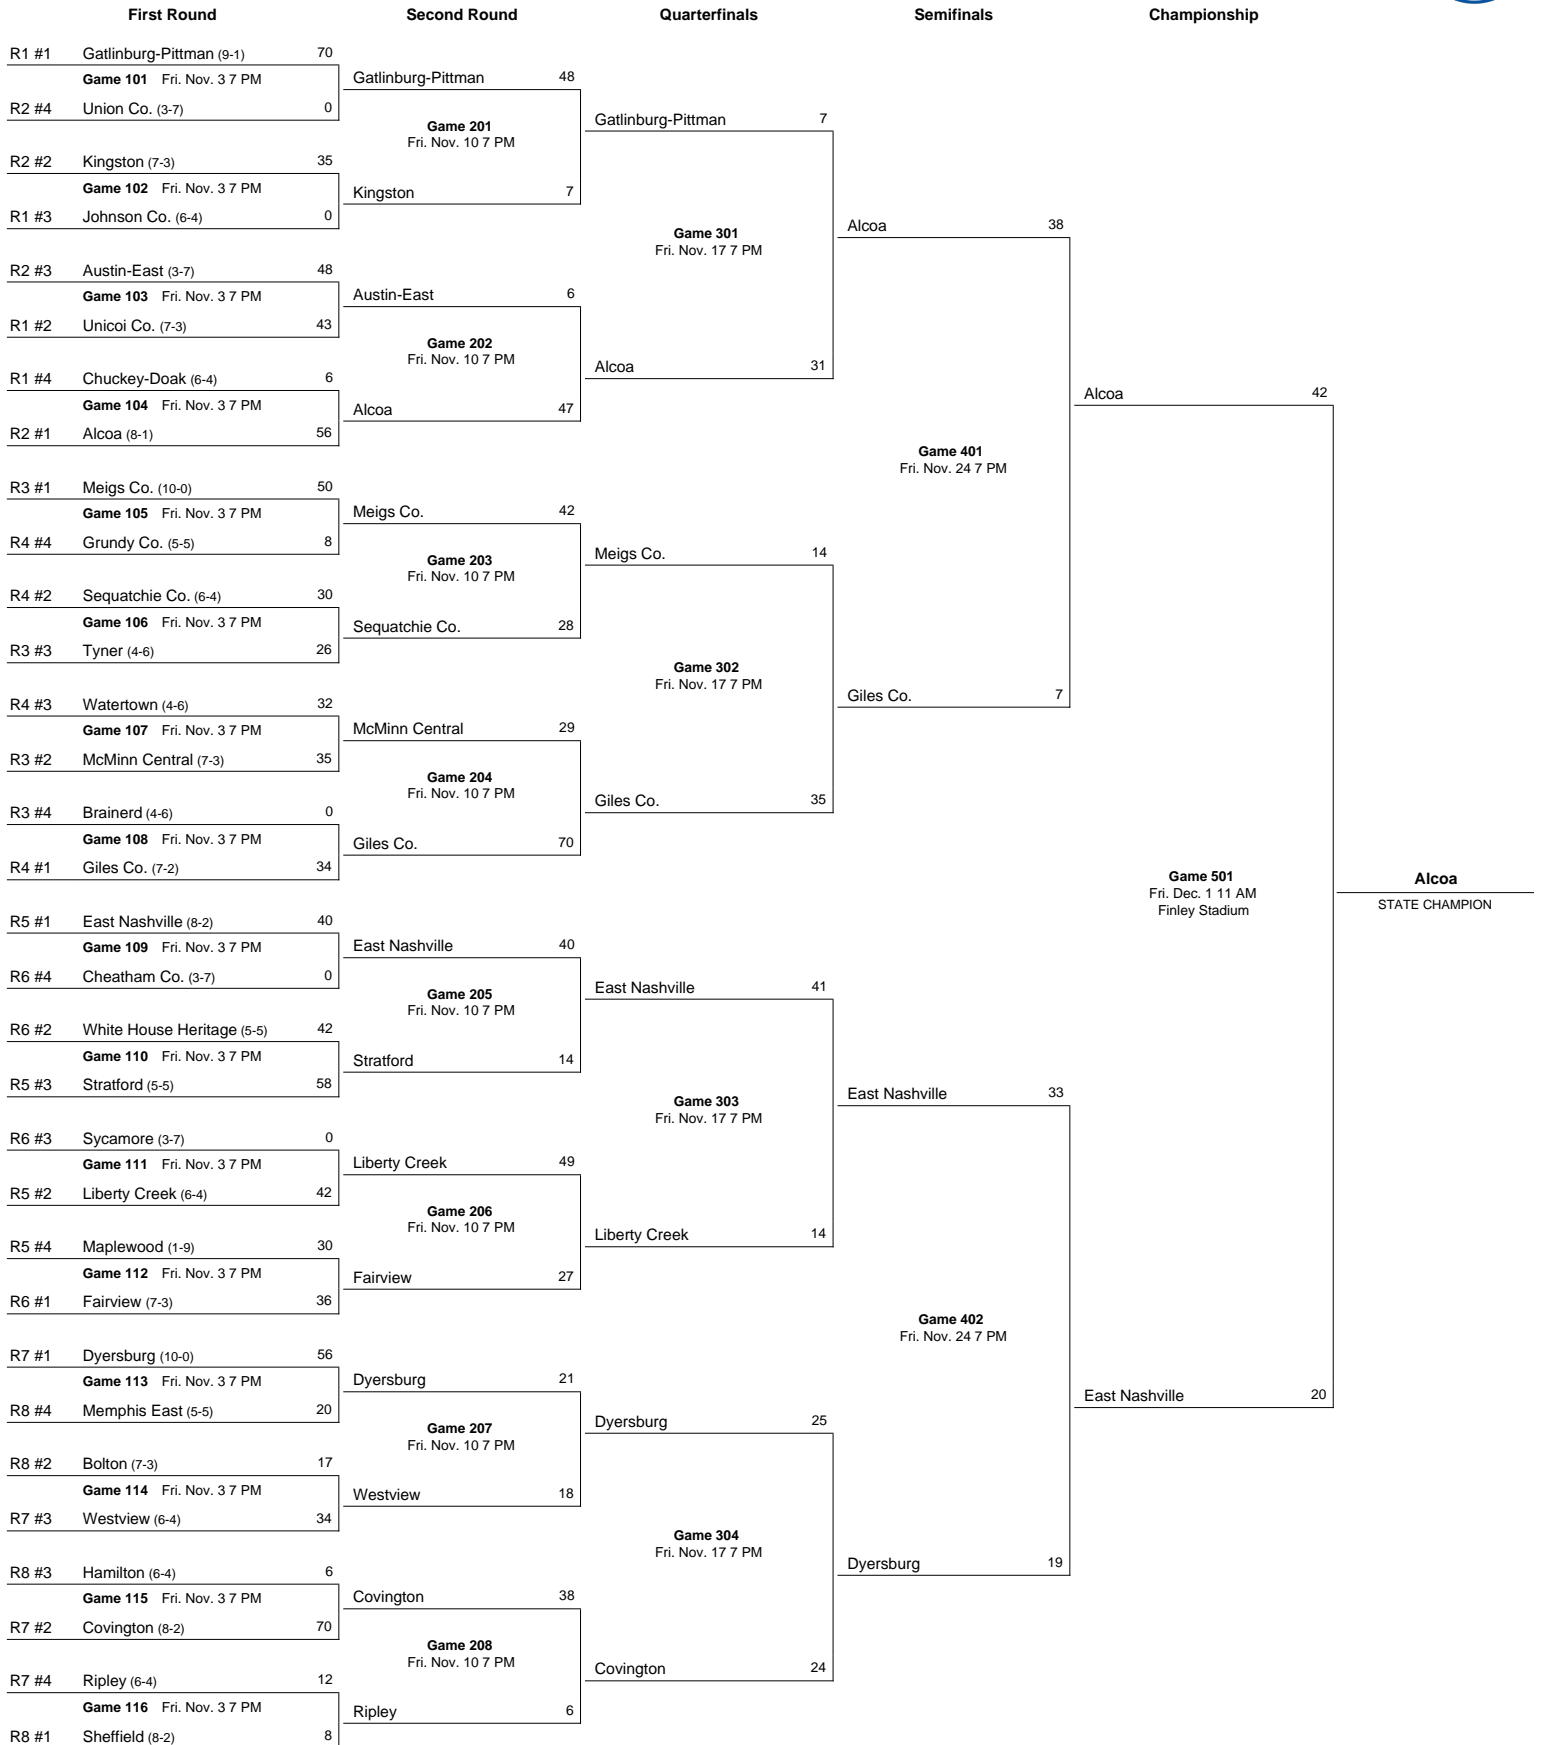 First Round
Second Round
Quarterfinals
Semifinals
Championship
R1 #1 Gatlinburg-Pittman (9-1) 70
Game 101 Fri. Nov. 3 7 PM
R2 #4 Union Co. (3-7) 0
R2 #2 Kingston (7-3) 35
Game 102 Fri. Nov. 3 7 PM
R1 #3 Johnson Co. (6-4) 0
R2 #3 Austin-East (3-7) 48
Game 103 Fri. Nov. 3 7 PM
R1 #2 Unicoi Co. (7-3) 43
R1 #4 Chuckey-Doak (6-4) 6
Game 104 Fri. Nov. 3 7 PM
R2 #1 Alcoa (8-1) 56
R3 #1 Meigs Co. (10-0) 50
Game 105 Fri. Nov. 3 7 PM
R4 #4 Grundy Co. (5-5) 8
R4 #2 Sequatchie Co. (6-4) 30
Game 106 Fri. Nov. 3 7 PM
R3 #3 Tyner (4-6) 26
R4 #3 Watertown (4-6) 32
Game 107 Fri. Nov. 3 7 PM
R3 #2 McMinn Central (7-3) 35
R3 #4 Brainerd (4-6) 0
Game 108 Fri. Nov. 3 7 PM
R4 #1 Giles Co. (7-2) 34
R5 #1 East Nashville (8-2) 40
Game 109 Fri. Nov. 3 7 PM
R6 #4 Cheatham Co. (3-7) 0
R6 #2 White House Heritage (5-5) 42
Game 110 Fri. Nov. 3 7 PM
R5 #3 Stratford (5-5) 58
R6 #3 Sycamore (3-7) 0
Game 111 Fri. Nov. 3 7 PM
R5 #2 Liberty Creek (6-4) 42
R5 #4 Maplewood (1-9) 30
Game 112 Fri. Nov. 3 7 PM
R6 #1 Fairview (7-3) 36
R7 #1 Dyersburg (10-0) 56
Game 113 Fri. Nov. 3 7 PM
R8 #4 Memphis East (5-5) 20
R8 #2 Bolton (7-3) 17
Game 114 Fri. Nov. 3 7 PM
R7 #3 Westview (6-4) 34
R8 #3 Hamilton (6-4) 6
Game 115 Fri. Nov. 3 7 PM
R7 #2 Covington (8-2) 70
R7 #4 Ripley (6-4) 12
Game 116 Fri. Nov. 3 7 PM
R8 #1 Sheffield (8-2) 8
Gatlinburg-Pittman 48
Game 201
Fri. Nov. 10 7 PM
Kingston 7
Austin-East 6
Game 202
Fri. Nov. 10 7 PM
Alcoa 47
Meigs Co. 42
Game 203
Fri. Nov. 10 7 PM
Sequatchie Co. 28
McMinn Central 29
Game 204
Fri. Nov. 10 7 PM
Giles Co. 70
East Nashville 40
Game 205
Fri. Nov. 10 7 PM
Stratford 14
Liberty Creek 49
Game 206
Fri. Nov. 10 7 PM
Fairview 27
Dyersburg 21
Game 207
Fri. Nov. 10 7 PM
Westview 18
Covington 38
Game 208
Fri. Nov. 10 7 PM
Ripley 6
Gatlinburg-Pittman 7
Game 301
Fri. Nov. 17 7 PM
Alcoa 31
Meigs Co. 14
Game 302
Fri. Nov. 17 7 PM
Giles Co. 35
East Nashville 41
Game 303
Fri. Nov. 17 7 PM
Liberty Creek 14
Dyersburg 25
Game 304
Fri. Nov. 17 7 PM
Covington 24
Alcoa 38
Game 401
Fri. Nov. 24 7 PM
Giles Co. 7
East Nashville 33
Game 402
Fri. Nov. 24 7 PM
Dyersburg 19
Alcoa 42
Game 501
Fri. Dec. 1 11 AM
Finley Stadium
East Nashville 20
Alcoa
STATE CHAMPION